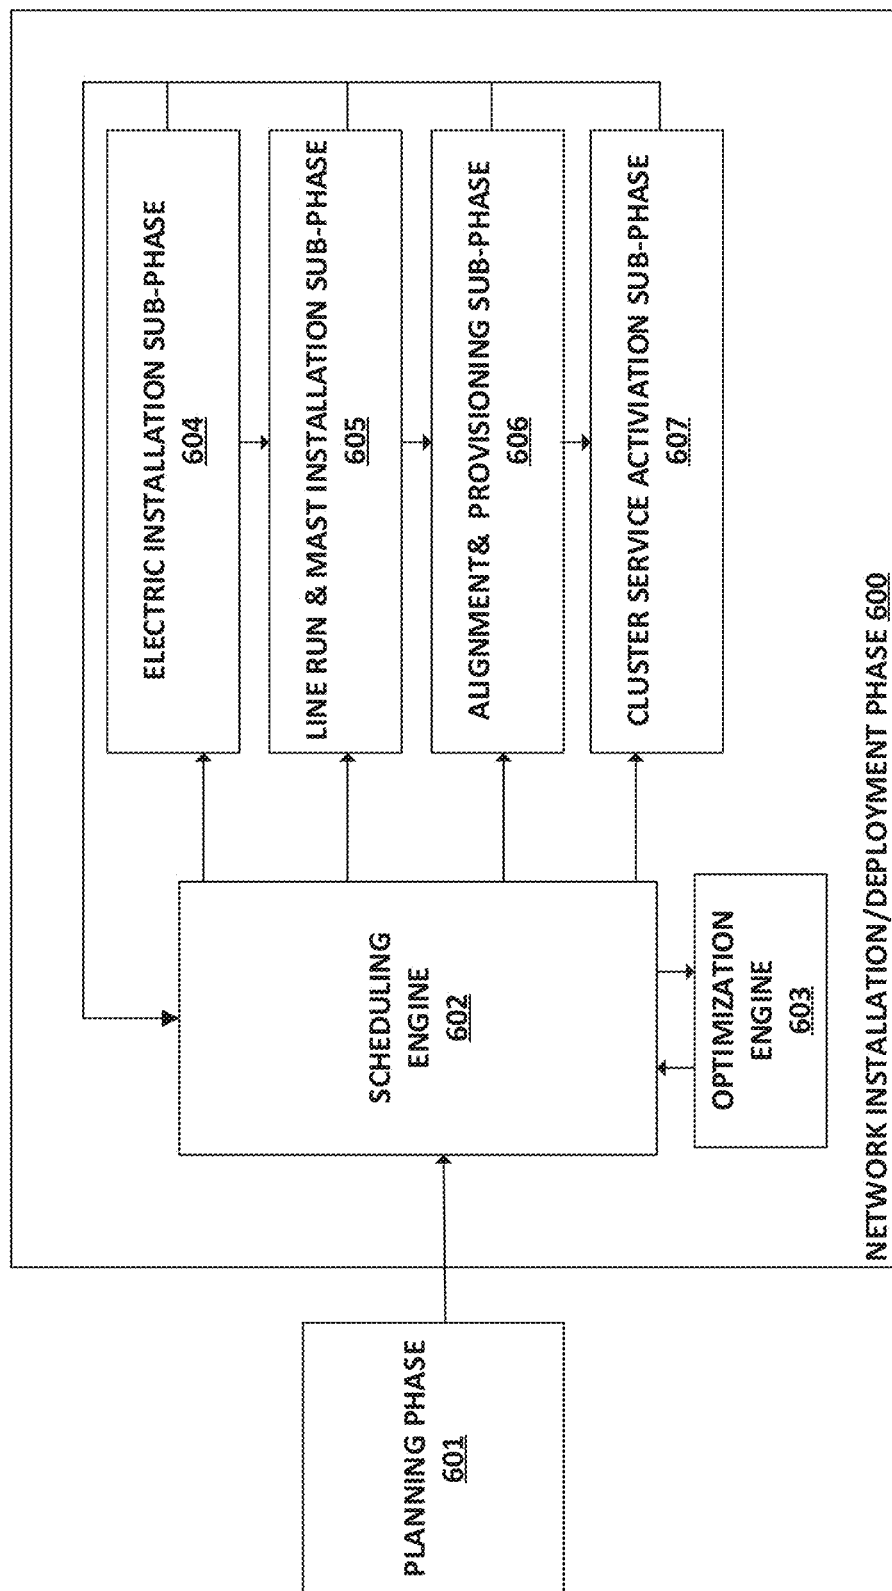 PLANNING PHASE
601
SCHEDULING
ENGINE
602
OPTIMIZATION
ENGINE
603
ELECTRIC INSTALLATION SUB-PHASE
604
LINE RUN & MAST INSTALLATION SUB-PHASE
605
ALIGNMENT& PROVISIONING SUB-PHASE
606
CLUSTER SERVICE ACTIVIATION SUB-PHASE
607
NETWORK INSTALLATION/DEPLOYMENT PHASE 600